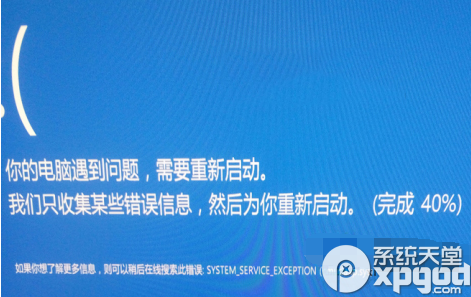 :(
你的电脑遇到问题，需要重新启动。
我们只收集某些错误信息，然后为你重新启动。 (完成 40%)
如果你想了解更多信息，则可以稍后在线搜索此错误: SYSTEM_SERVICE_EXCEPTION
系统天堂
xpgod
.com